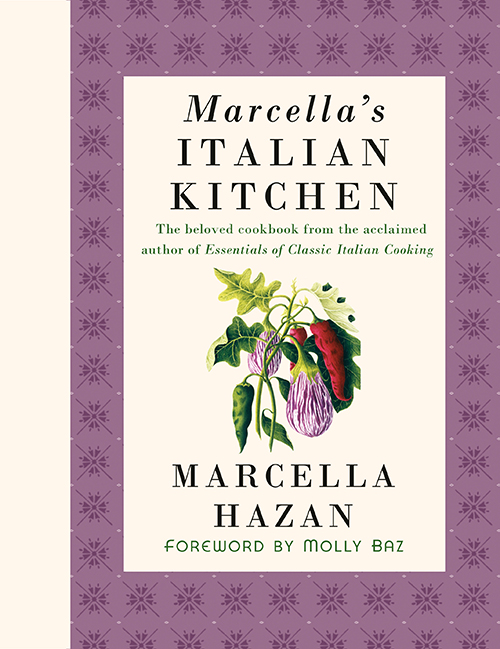 Marcella's
ITALIAN
KITCHEN
The beloved cookbook from the acclaimed
author of Essentials of Classic Italian Cooking
MARCELLA
HAZAN
FOREWORD BY MOLLY BAZ